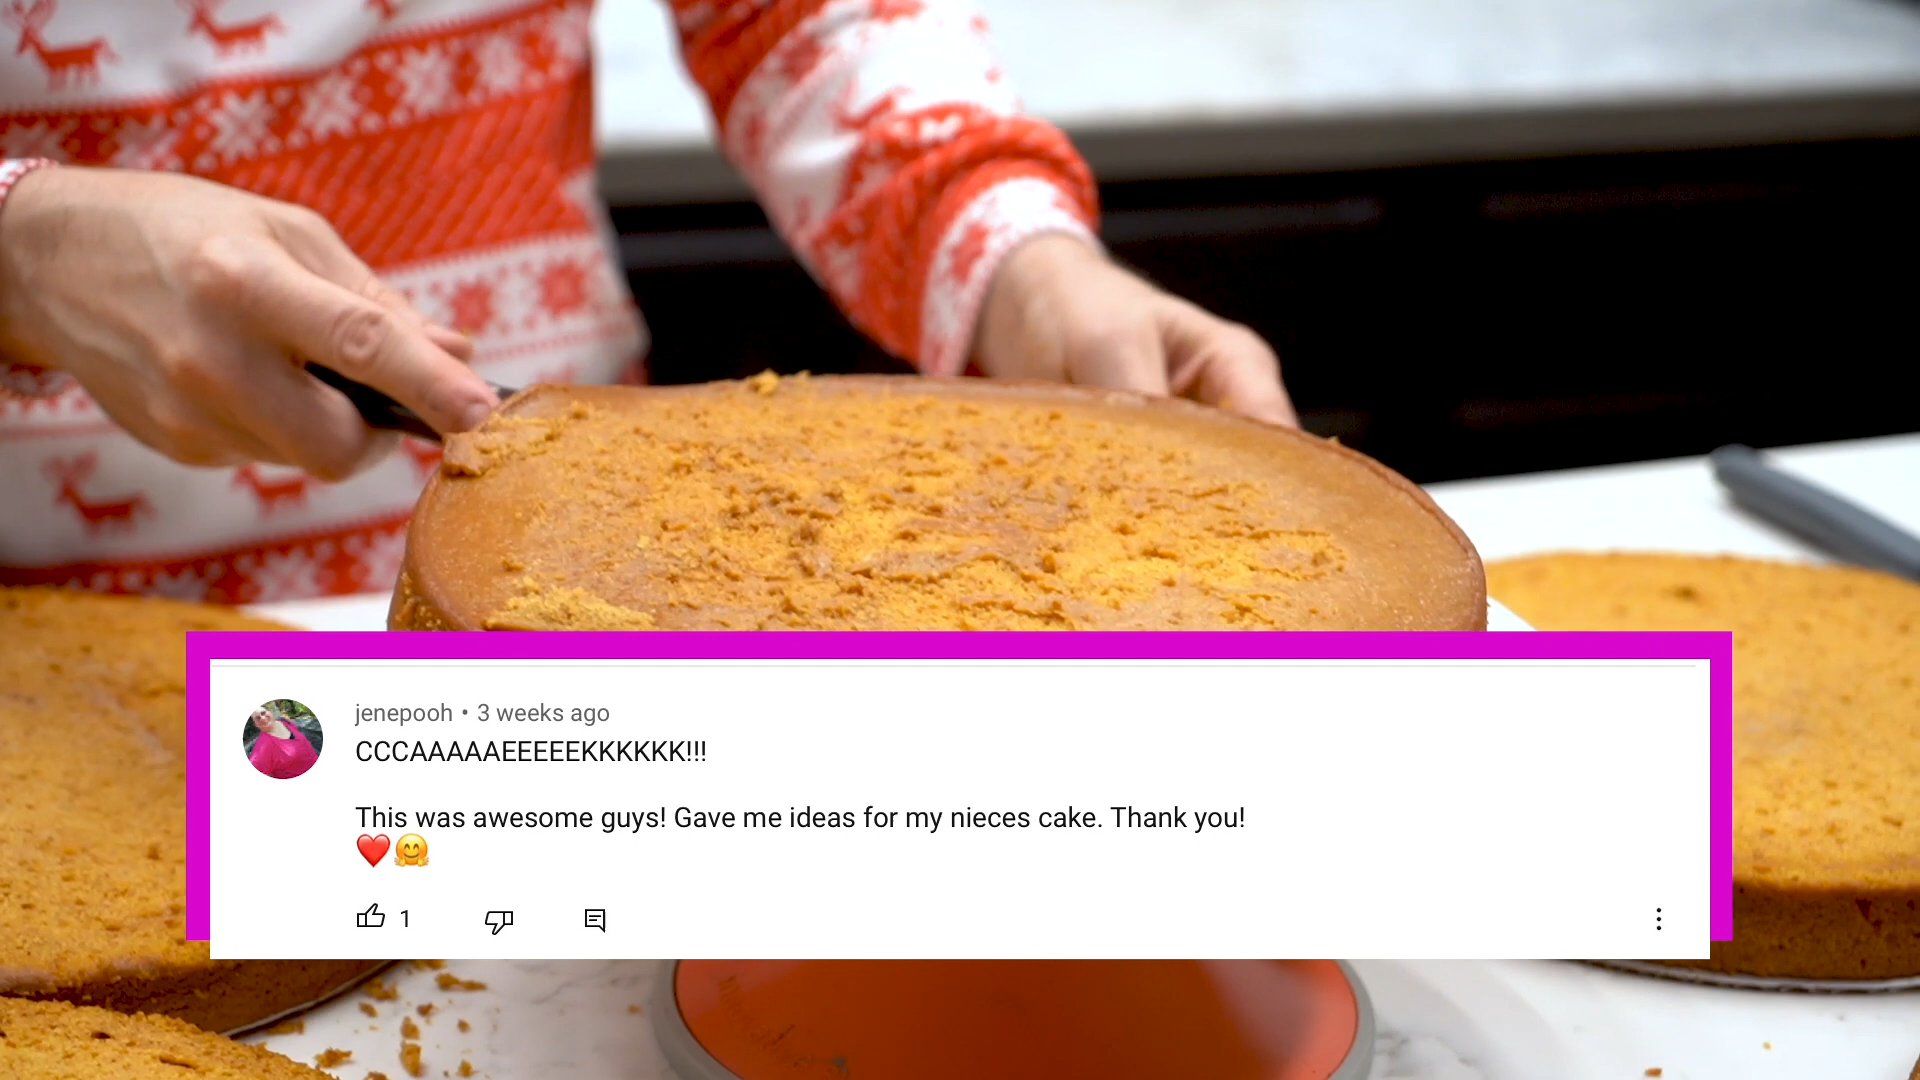 jenepooh • 3 weeks ago
CCCAAAAAEEEEEKKKKKK!!!
This was awesome guys! Gave me ideas for my nieces cake. Thank you!
❤️🤗
1